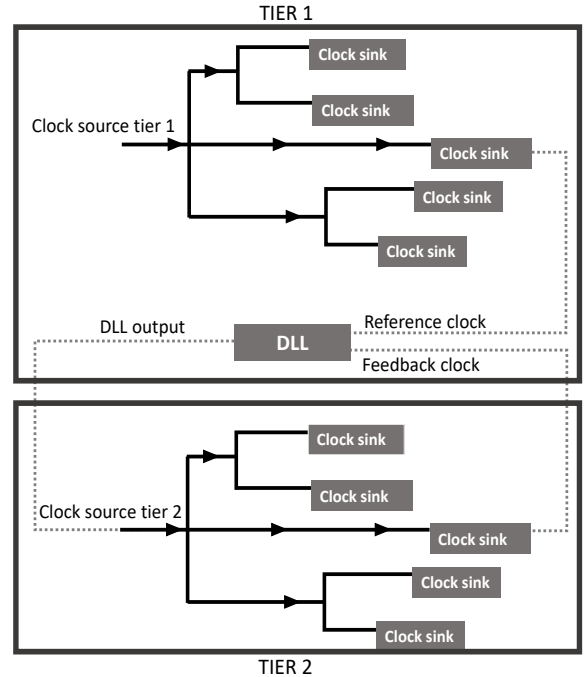 TIER 1
Clock sink
Clock sink
Clock source tier 1
Clock sink
Clock sink
Clock sink
Reference clock
DLL output
DLL
Feedback clock
Clock sink
Clock sink
Clock source tier 2
Clock sink
Clock sink
Clock sink
TIER 2